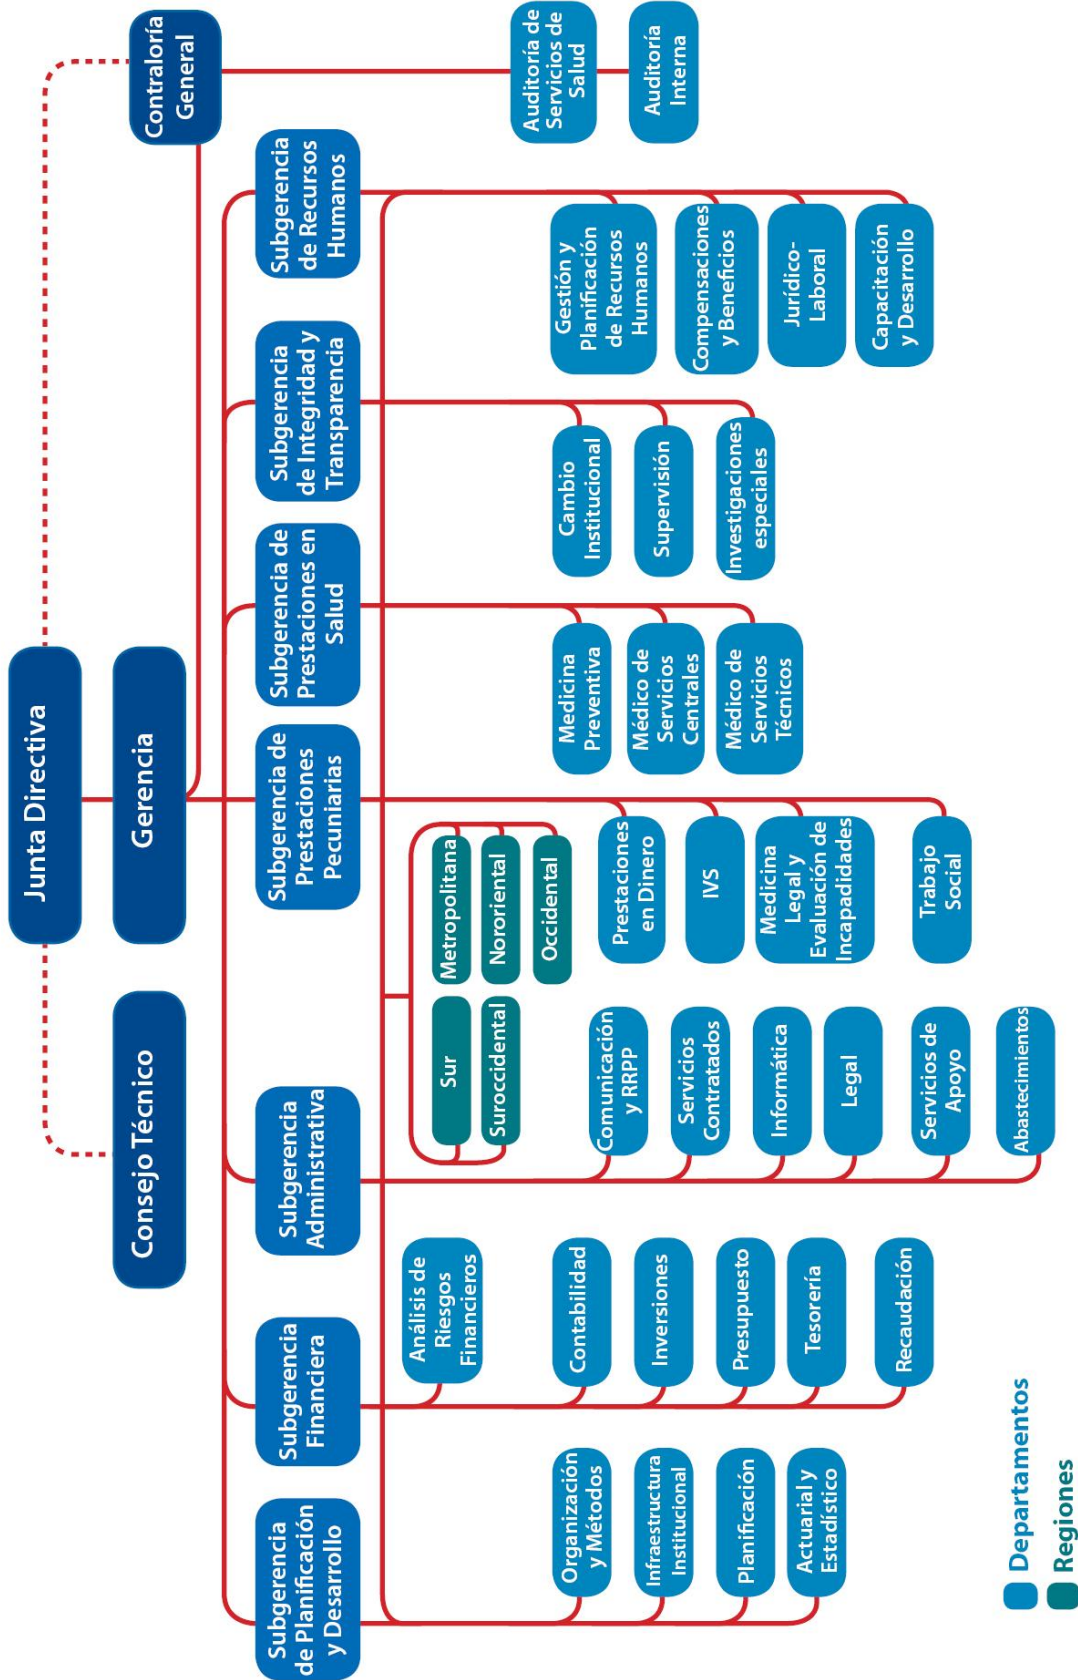 Junta Directiva
Consejo Técnico
Gerencia
Contraloría
General
Subgerencia
de Planificación
y Desarrollo
Subgerencia
Financiera
Subgerencia
Administrativa
Subgerencia de
Prestaciones
Pecuniarias
Subgerencia de
Prestaciones en
Salud
Subgerencia
de Integridad y
Transparencia
Subgerencia
de Recursos
Humanos
Organización
y Métodos
Infraestructura
Institucional
Planificación
Actuarial y
Estadístico
Análisis de
Riesgos
Financieros
Contabilidad
Inversiones
Presupuesto
Tesorería
Recaudación
Sur
Suroccidental
Metropolitana
Nororiental
Occidental
Comunicación
y RRPP
Servicios
Contratados
Informática
Legal
Servicios de
Apoyo
Abastecimientos
Prestaciones
en Dinero
IVS
Medicina
Legal y
Evaluación de
Incapadidades
Trabajo
Social
Medicina
Preventiva
Médico de
Servicios
Centrales
Médico de
Servicios
Técnicos
Cambio
Institucional
Supervisión
Investigaciones
especiales
Gestión y
Planificación
de Recursos
Humanos
Compensaciones
y Beneficios
Jurídico-
Laboral
Capacitación
y Desarrollo
Auditoría de
Servicios de
Salud
Auditoría
Interna
Departamentos
Regiones